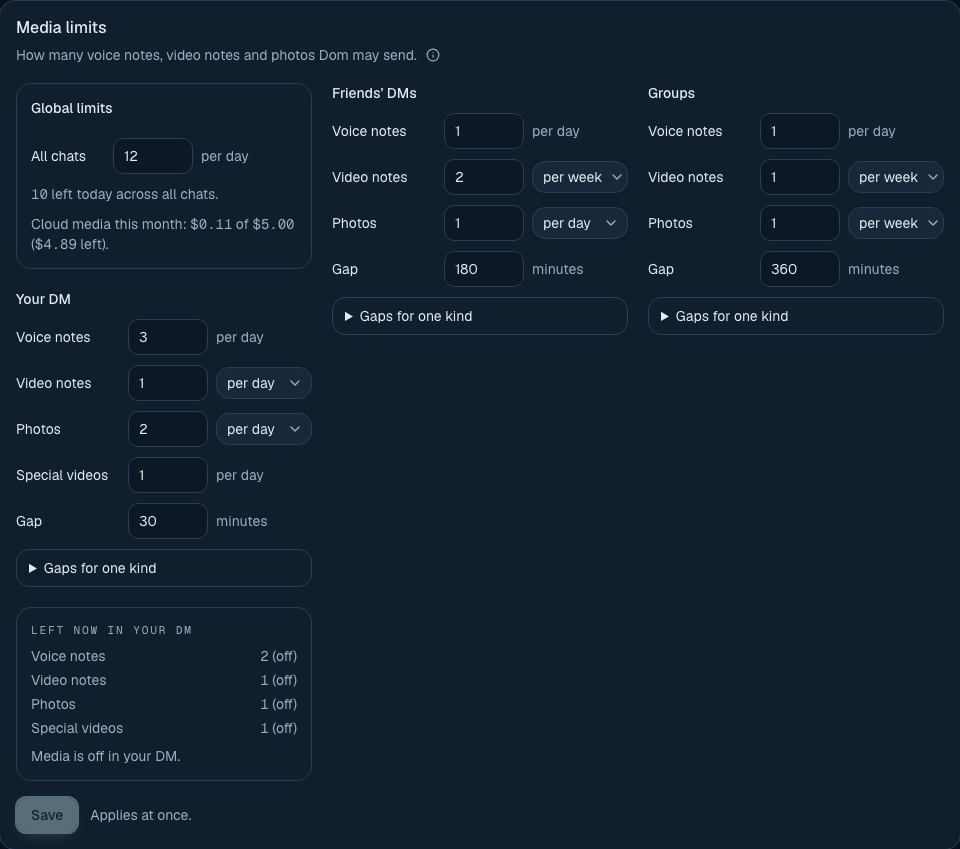 Media limits
How many voice notes, video notes and photos Dom may send.
Global limits
All chats 12 per day
10 left today across all chats.
Cloud media this month: $0.11 of $5.00
($4.89 left).
Your DM
Voice notes 3 per day
Video notes 1 per day
Photos 2 per day
Special videos 1 per day
Gap 30 minutes
Gaps for one kind
LEFT NOW IN YOUR DM
Voice notes 2 (off)
Video notes 1 (off)
Photos 1 (off)
Special videos 1 (off)
Media is off in your DM.
Friends’ DMs
Voice notes 1 per day
Video notes 2 per week
Photos 1 per day
Gap 180 minutes
Gaps for one kind
Groups
Voice notes 1 per day
Video notes 1 per week
Photos 1 per week
Gap 360 minutes
Gaps for one kind
Save Applies at once.